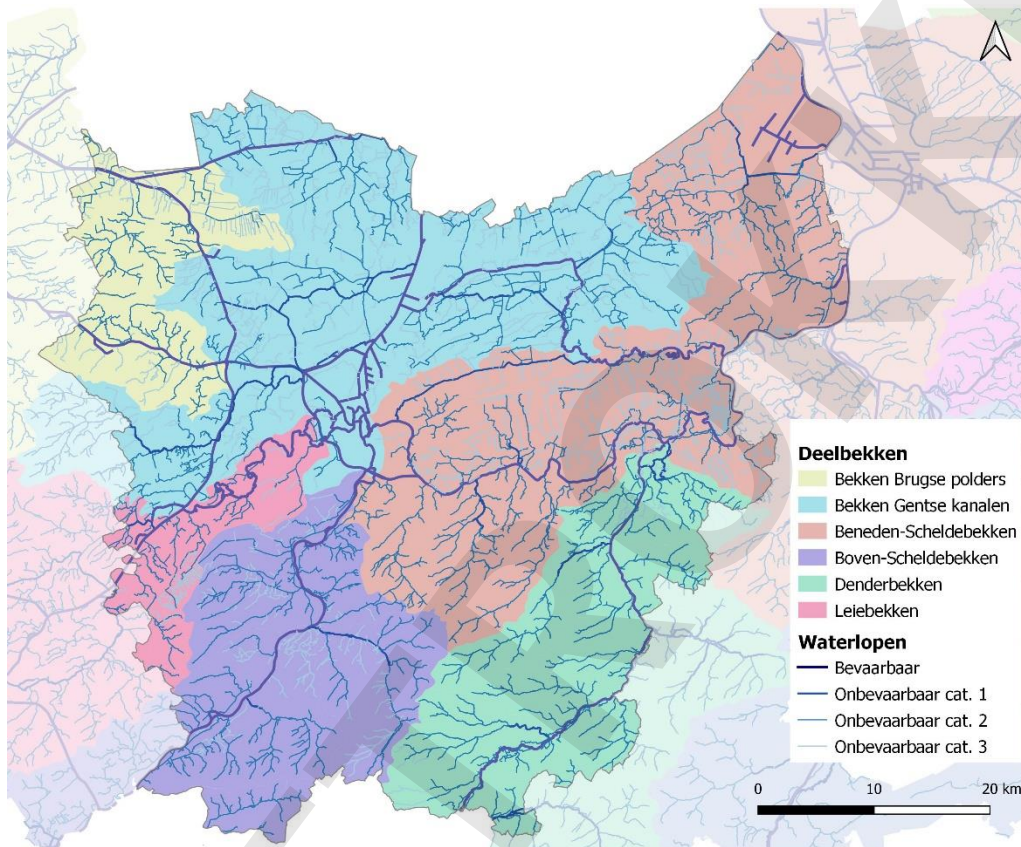 Deelbekken
Bekken Brugse polders
Bekken Gentse kanalen
Beneden-Scheldebekken
Boven-Scheldebekken
Denderbekken
Leiebekken
Waterlopen
Bevaarbaar
Onbevaarbaar cat. 1
Onbevaarbaar cat. 2
Onbevaarbaar cat. 3
0 10 20 km